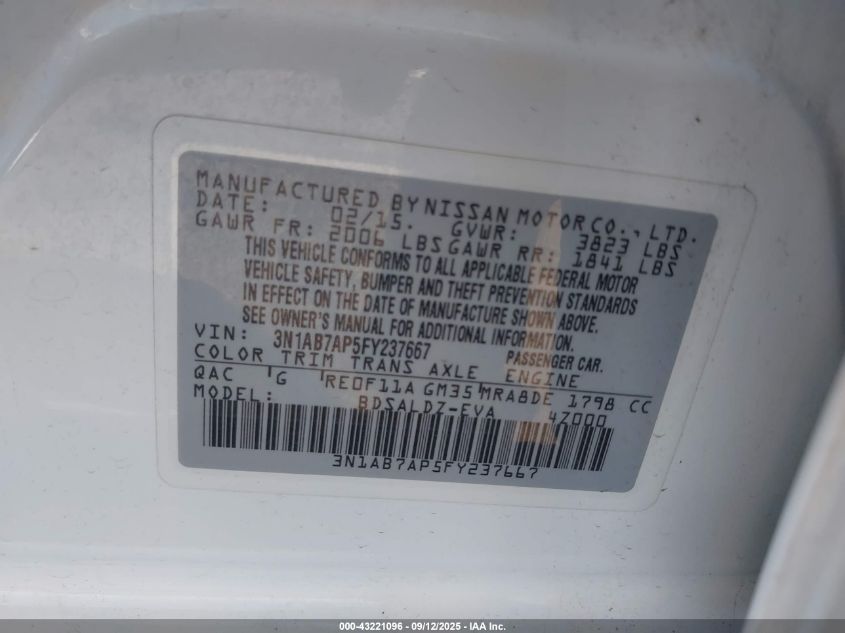 MANUFACTURED BY NISSAN MOTOR CO., LTD.
DATE: 02/15. GVWR: 3823 LBS
GAWR FR: 2006 LBS GAWR RR: 1841 LBS
THIS VEHICLE CONFORMS TO ALL APPLICABLE FEDERAL MOTOR
VEHICLE SAFETY, BUMPER AND THEFT PREVENTION STANDARDS
IN EFFECT ON THE DATE OF MANUFACTURE SHOWN ABOVE.
SEE OWNER'S MANUAL FOR ADDITIONAL INFORMATION.
VIN: 3N1AB7AP5FY237667 PASSENGER CAR.
COLOR TRIM TRANS AXLE ENGINE
QAC G RE0F11A GM35 MRA8DE 1798 CC
MODEL: BDSALDZ-EVA 4Z000
3N1AB7AP5FY237667
000-43221096 - 09/12/2025 - IAA Inc.